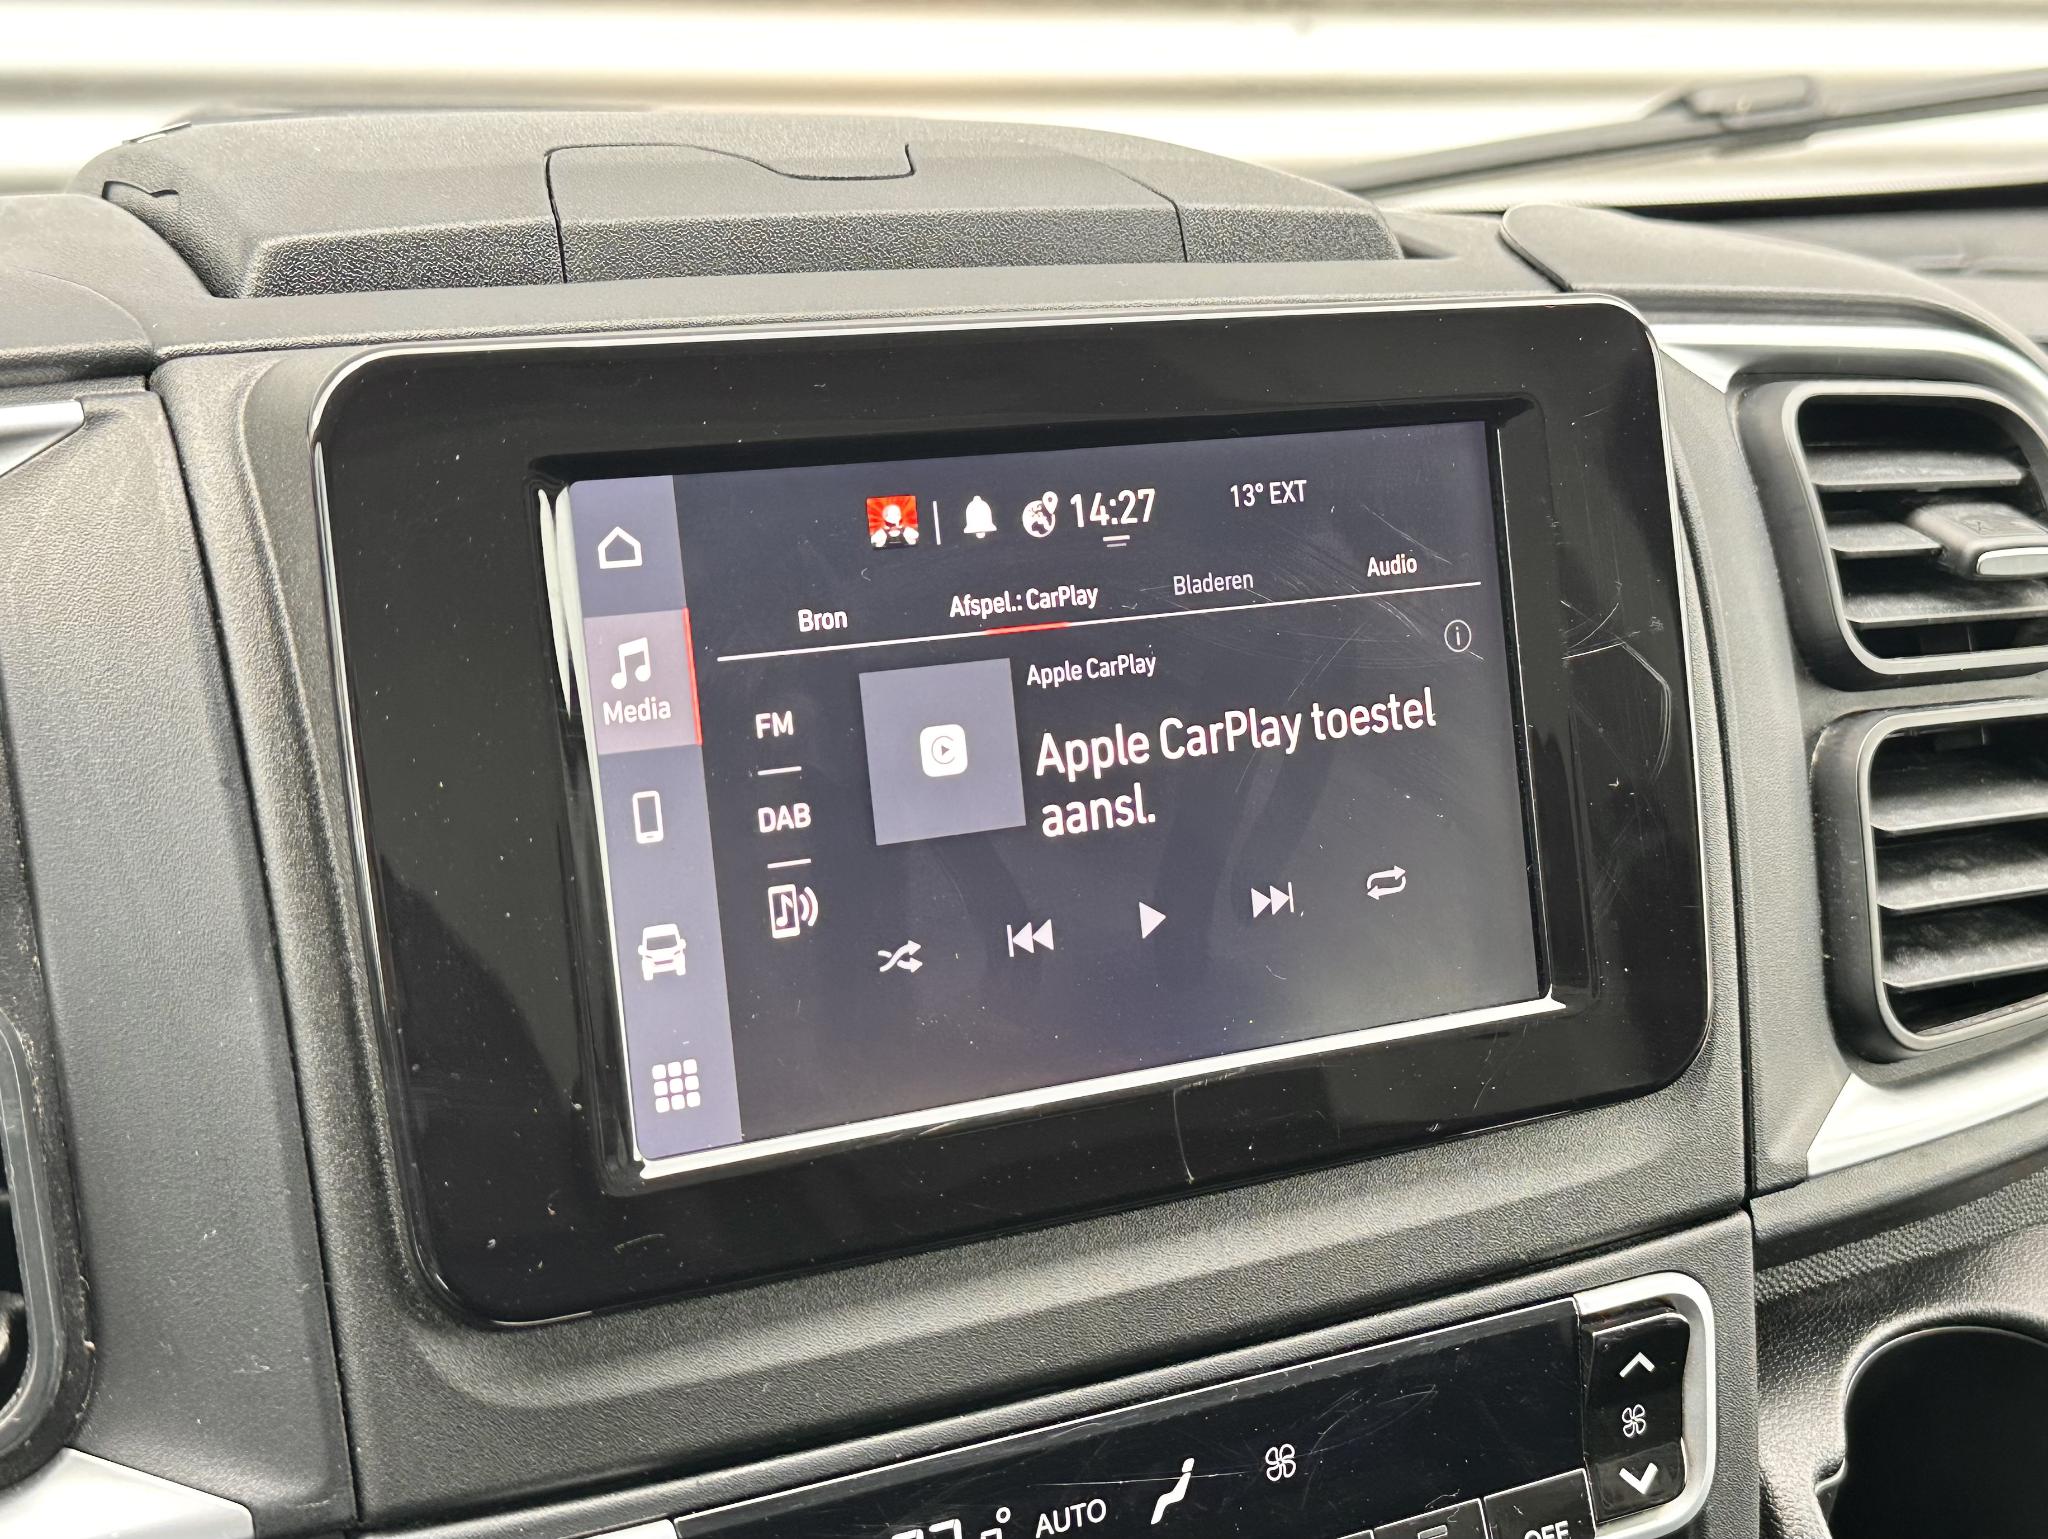 14:27
13° EXT
Bron
Afspel.: CarPlay
Bladeren
Audio
Media
Apple CarPlay
FM
Apple CarPlay toestel
aansl.
DAB
AUTO
OFF